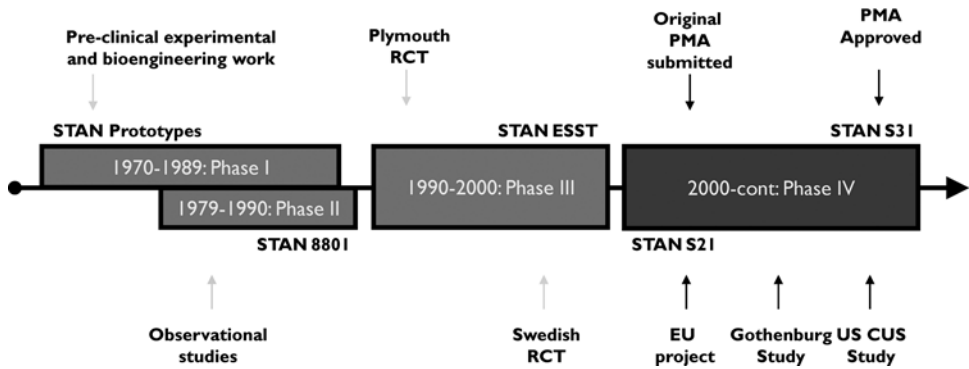 Pre-clinical experimental
and bioengineering work
Plymouth
RCT
Original
PMA
submitted
PMA
Approved
STAN Prototypes
STAN ESST
STAN S31
1970-1989: Phase I
1979-1990: Phase II
1990-2000: Phase III
2000-cont: Phase IV
STAN 8801
STAN S21
Observational
studies
Swedish
RCT
EU
project
Gothenburg
Study
US CUS
Study